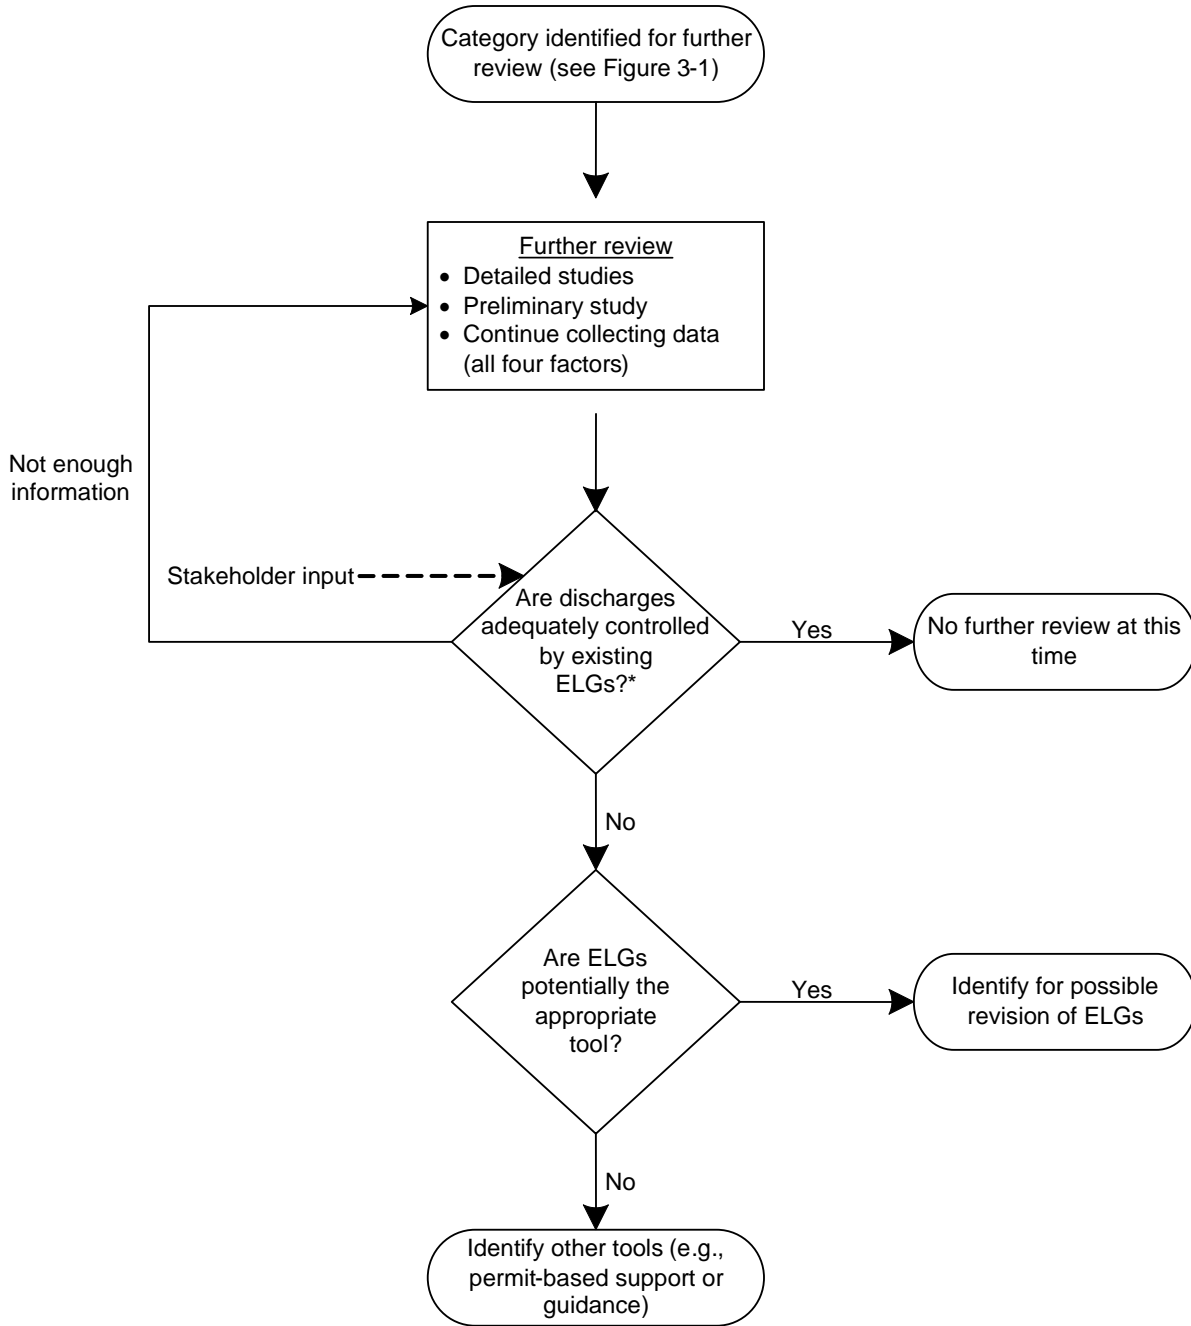 Category identified for further
review (see Figure 3-1)
Further review
• Detailed studies
• Preliminary study
• Continue collecting data
(all four factors)
Not enough
information
Stakeholder input
Are discharges
adequately controlled
by existing
ELGs?*
Yes
No further review at this
time
No
Are ELGs
potentially the
appropriate
tool?
Yes
Identify for possible
revision of ELGs
No
Identify other tools (e.g.,
permit-based support or
guidance)